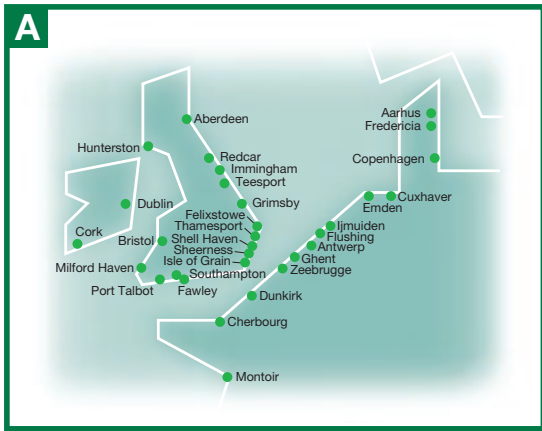 A
Aberdeen
Aarhus
Fredericia
Hunterston
Redcar
Copenhagen
Immingham
Teesport
Dublin
Grimsby
Cuxhaver
Emden
Felixstowe
Thamesport
Ijmuiden
Cork
Bristol
Shell Haven
Flushing
Sheerness
Antwerp
Isle of Grain
Ghent
Milford Haven
Southampton
Zeebrugge
Port Talbot
Fawley
Dunkirk
Cherbourg
Montoir